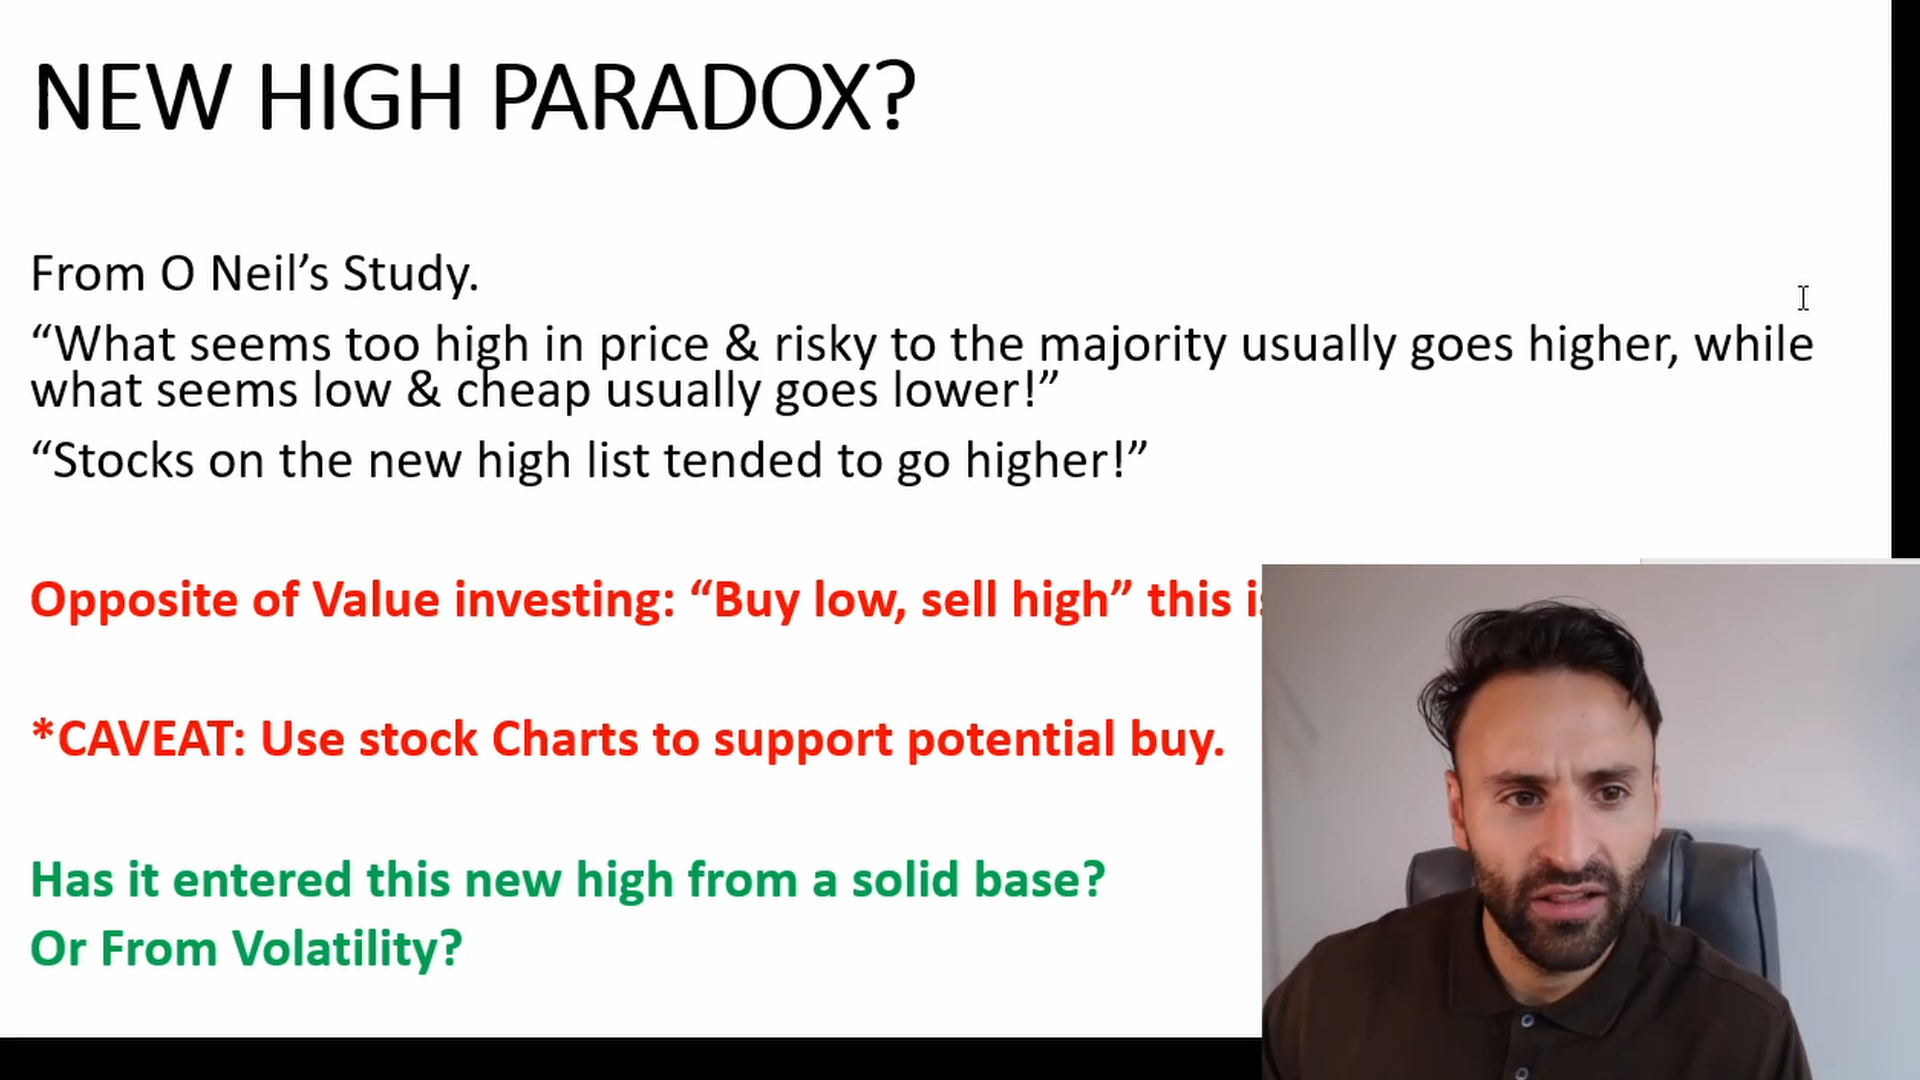 NEW HIGH PARADOX?
From O Neil’s Study.
“What seems too high in price & risky to the majority usually goes higher, while
what seems low & cheap usually goes lower!”
“Stocks on the new high list tended to go higher!”
Opposite of Value investing: “Buy low, sell high” this
*CAVEAT: Use stock Charts to support potential buy.
Has it entered this new high from a solid base?
Or From Volatility?